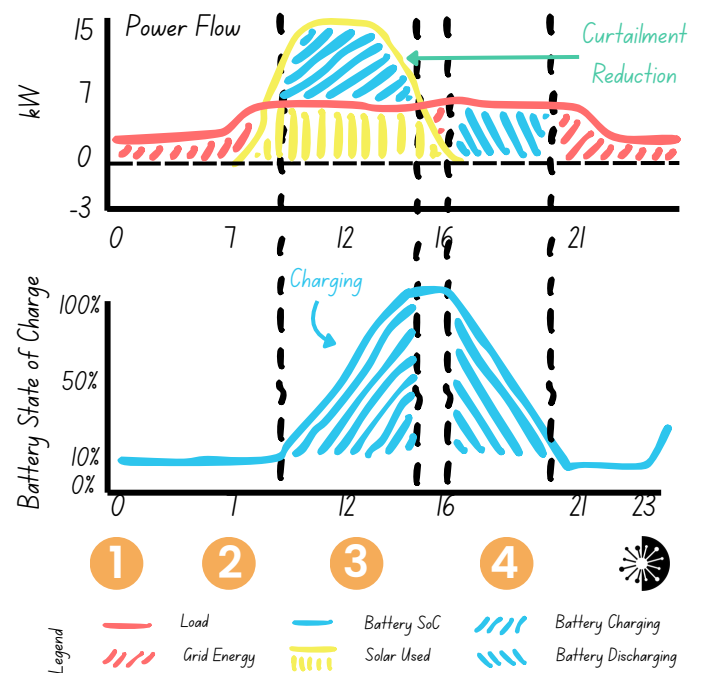 Power Flow
15
Curtailment
Reduction
7
kW
0
-3
0 7 12 16 21
Charging
100%
Battery State of Charge
50%
10%
0%
0 7 12 16 21 23
1 2 3 4
Legend
Load
Battery SoC
Battery Charging
Grid Energy
Solar Used
Battery Discharging